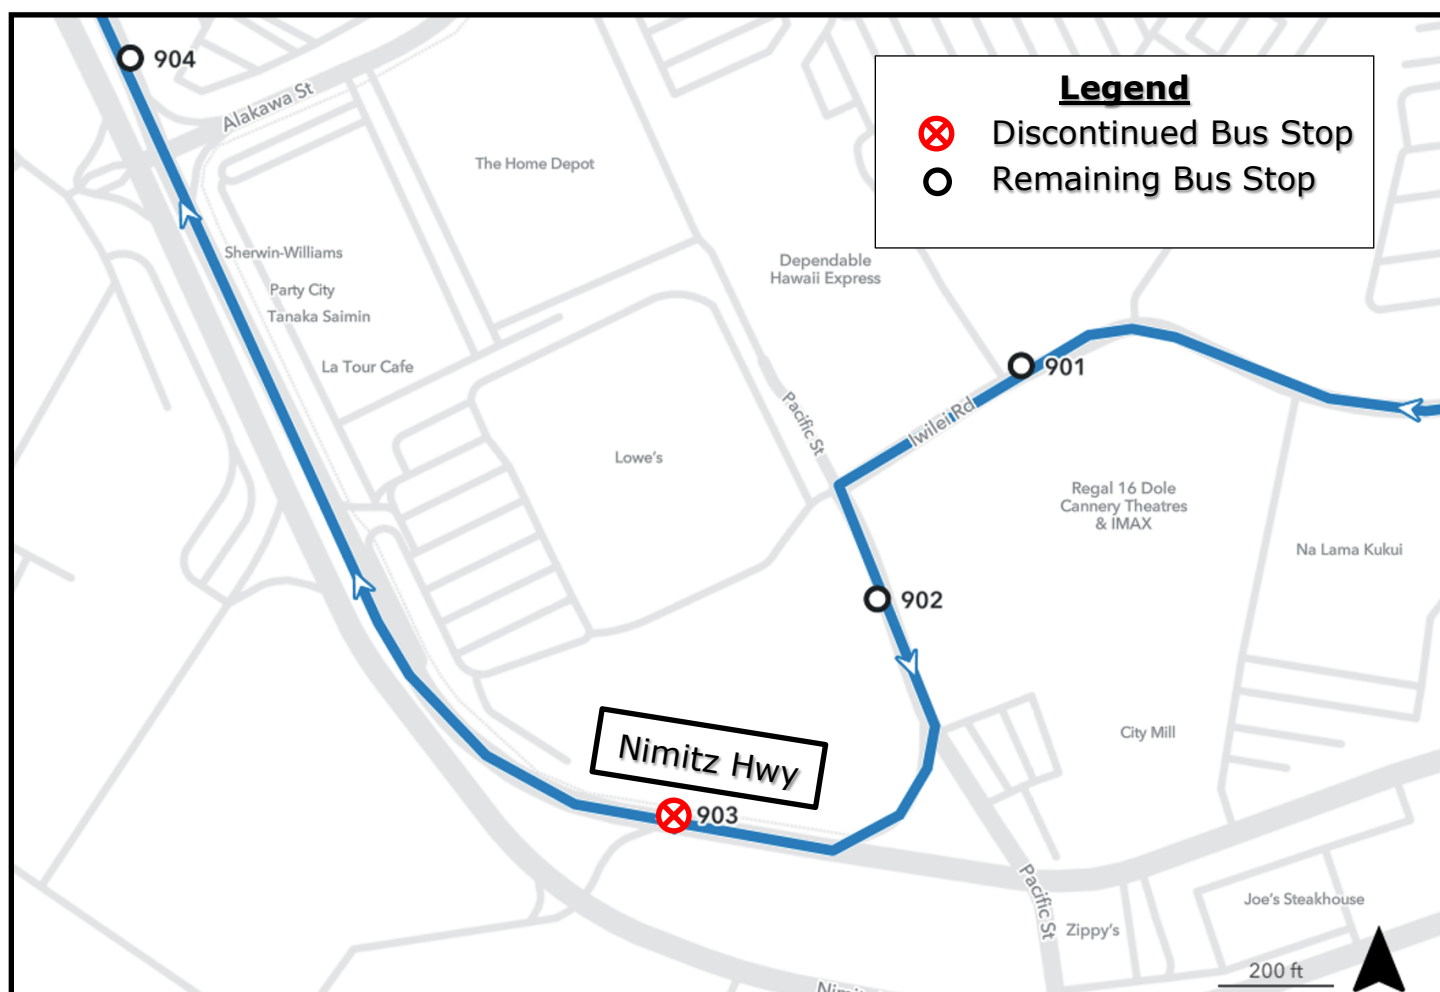 904
Alakawa St
Legend
Discontinued Bus Stop
Remaining Bus Stop
The Home Depot
Sherwin-Williams
Party City
Tanaka Saimin
La Tour Cafe
Dependable
Hawaii Express
901
Iwilei Rd
Pacific St
Lowe's
Regal 16 Dole
Cannery Theatres
& IMAX
Na Lama Kukui
902
Nimitz Hwy
903
City Mill
Pacific St
Joe's Steakhouse
Zippy's
200 ft